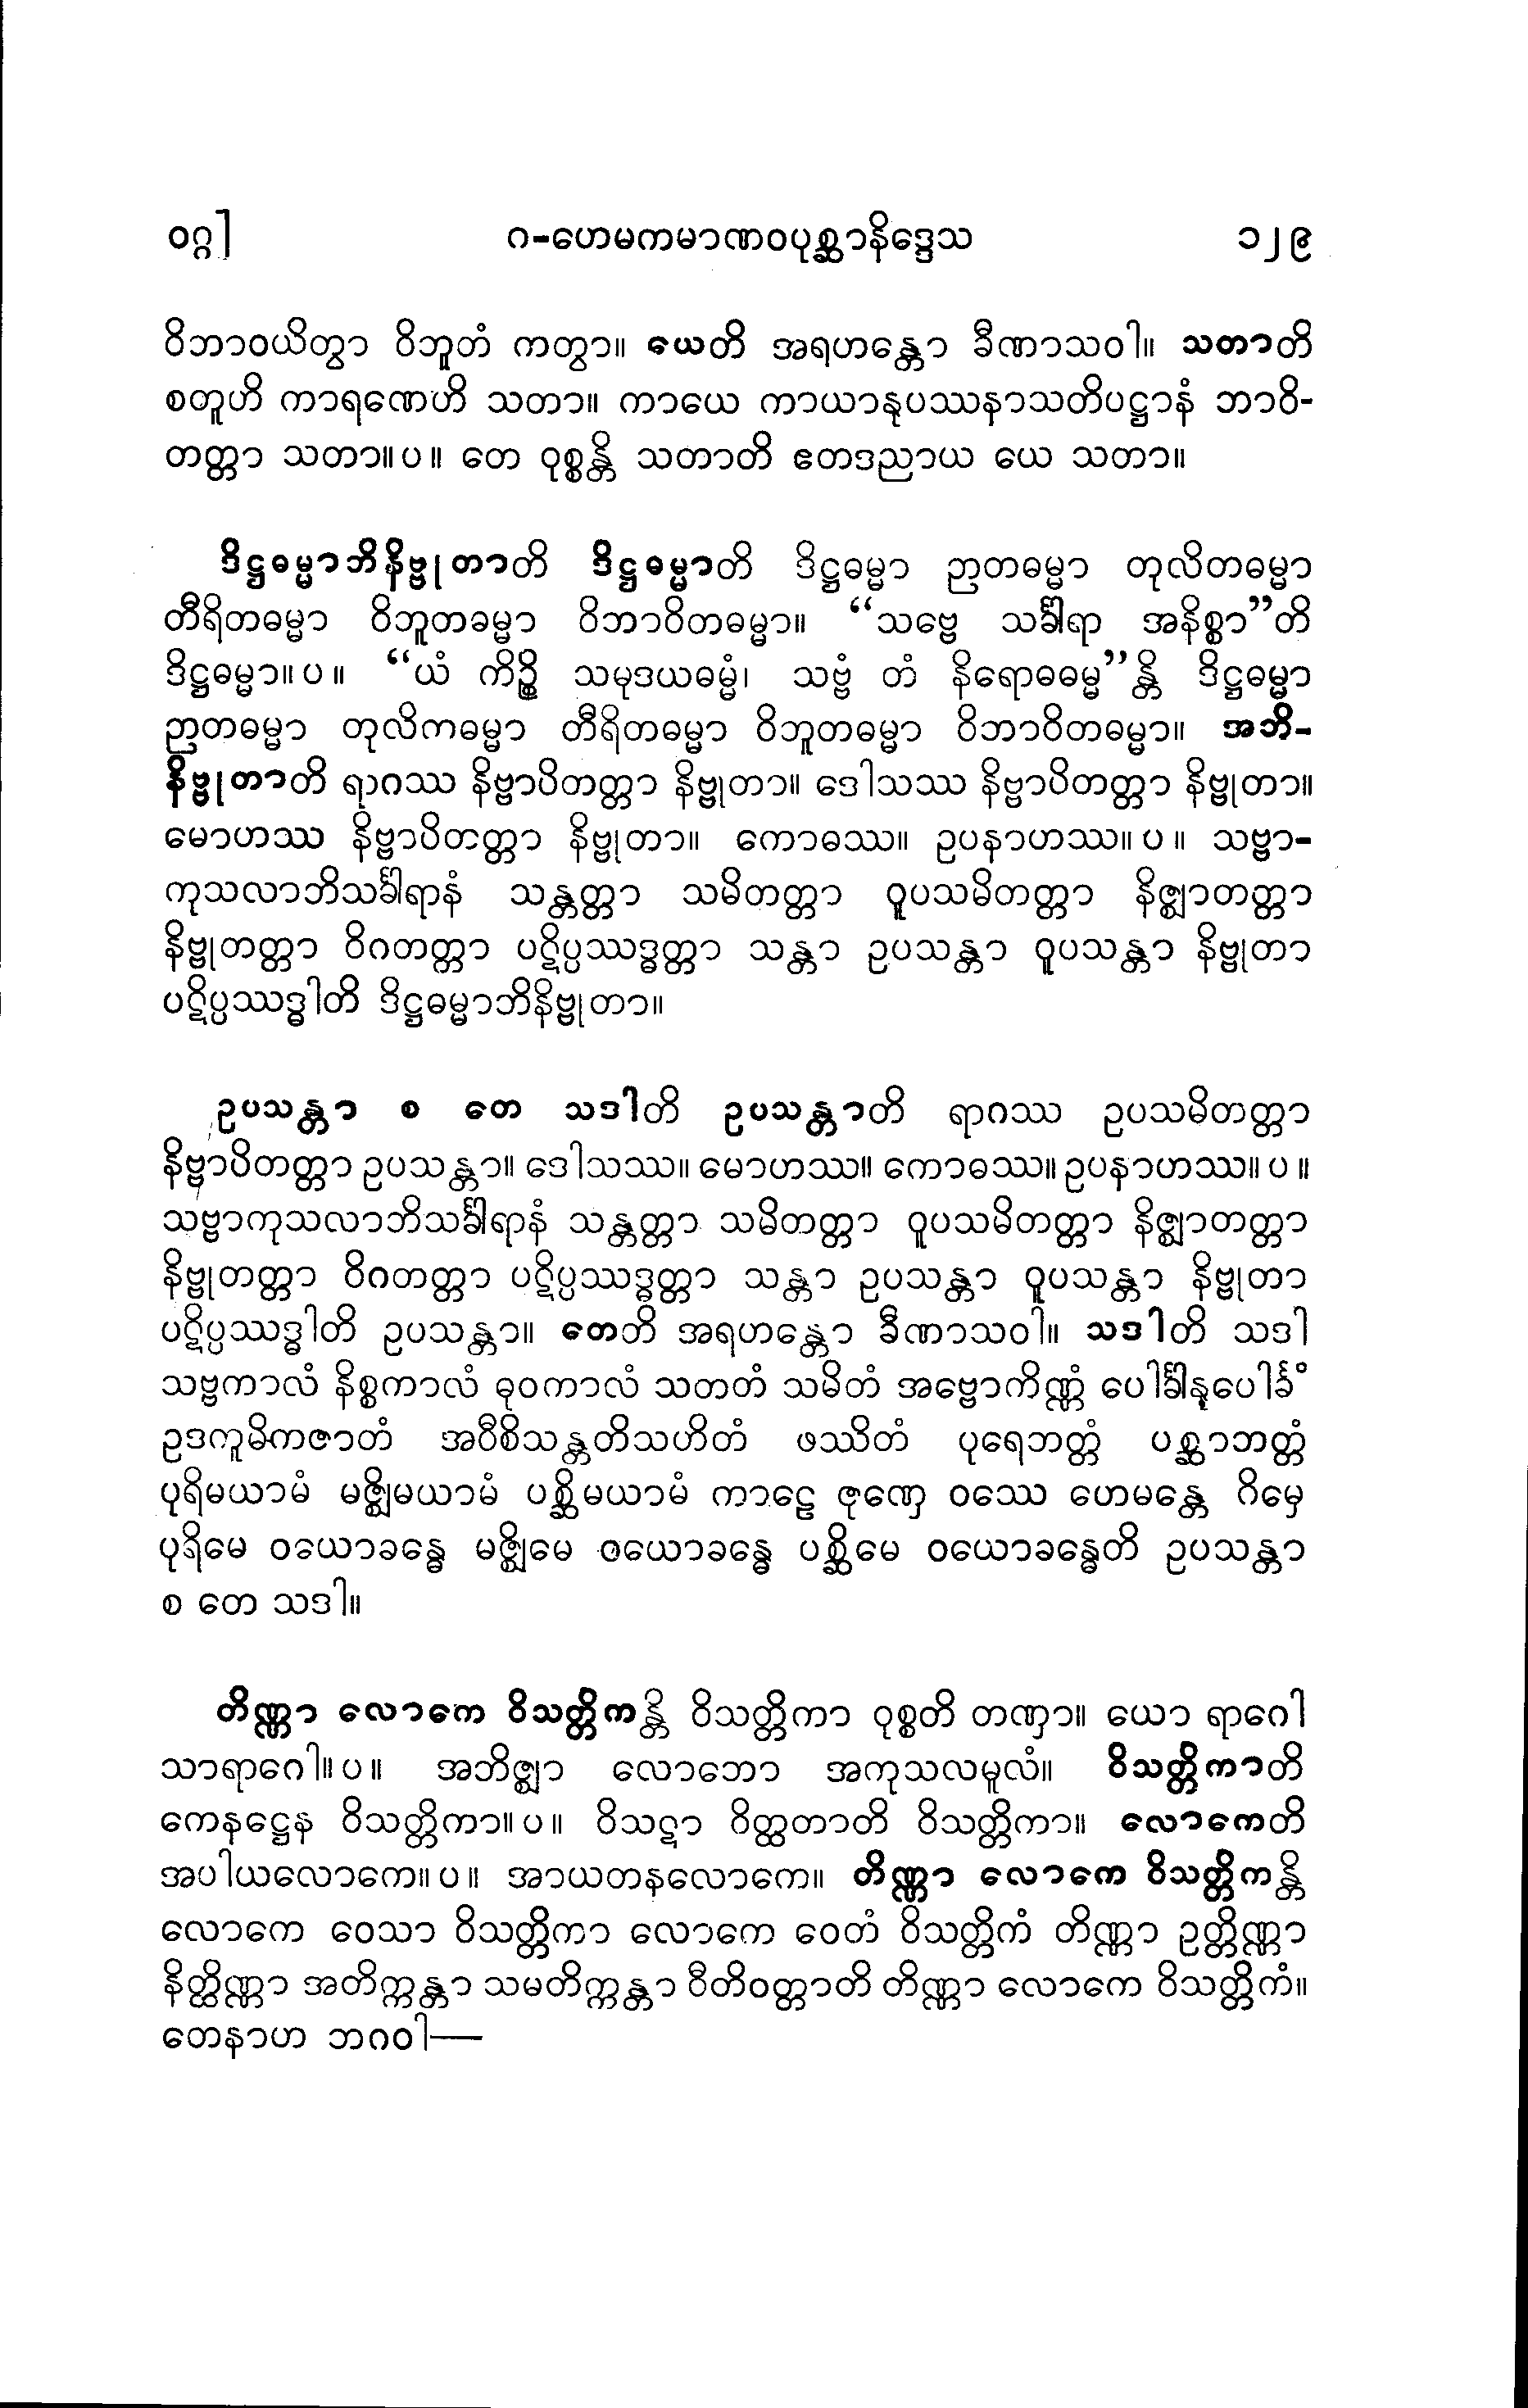 ဝဂ္ဂ] ဂ-ဟေမကမာဏဝပုစ္ဆာနိဒ္ဒေသ ၁၂၉
ဝိဘာဝယိတွာ ဝိဘူတံ ကတွာ။ ယေတိ အရဟန္တော ခီဏာသဝါ။ သတာတိ
စတူဟိ ကာရဏေဟိ သတာ။ ကာယေ ကာယာနုပဿနာသတိပဋ္ဌာနံ ဘာဝိ-
တတ္တာ သတာ။ပ။ တေ ဝုစ္စန္တိ သတာတိ ဧတဒညာယ ယေ သတာ။
ဒိဋ္ဌဓမ္မာဘိနိဗ္ဗုတာတိ ဒိဋ္ဌဓမ္မာတိ ဒိဋ္ဌဓမ္မာ ဉာတဓမ္မာ တုလိတဓမ္မာ
တီရိတဓမ္မာ ဝိဘူတဓမ္မာ ဝိဘာဝိတဓမ္မာ။ “သဗ္ဗေ သင်္ခါရာ အနိစ္စာ”တိ
ဒိဋ္ဌဓမ္မာ။ပ။ “ယံ ကိဉ္စိ သမုဒယဓမ္မံ၊ သဗ္ဗံ တံ နိရောဓဓမ္မ”န္တိ ဒိဋ္ဌဓမ္မာ
ဉာတဓမ္မာ တုလိကဓမ္မာ တီရိတဓမ္မာ ဝိဘူတဓမ္မာ ဝိဘာဝိတဓမ္မာ။ အဘိ-
နိဗ္ဗုတာတိ ရာဂဿ နိဗ္ဗာပိတတ္တာ နိဗ္ဗုတာ။ ဒေါသဿ နိဗ္ဗာပိတတ္တာ နိဗ္ဗုတာ။
မောဟဿ နိဗ္ဗာပိတတ္တာ နိဗ္ဗုတာ။ ကောဓဿ။ ဥပနာဟဿ။ပ။ သဗ္ဗာ-
ကုသလာဘိသင်္ခါရာနံ သန္တတ္တာ သမိတတ္တာ ဝူပသမိတတ္တာ နိဇ္ဈာတတ္တာ
နိဗ္ဗုတတ္တာ ဝိဂတတ္တာ ပဋိပ္ပဿဒ္ဓတ္တာ သန္တာ ဥပသန္တာ ဝူပသန္တာ နိဗ္ဗုတာ
ပဋိပ္ပဿဒ္ဓါတိ ဒိဋ္ဌဓမ္မာဘိနိဗ္ဗုတာ။
ဥပသန္တာ စ တေ သဒါတိ ဥပသန္တာတိ ရာဂဿ ဥပသမိတတ္တာ
နိဗ္ဗာပိတတ္တာ ဥပသန္တာ။ ဒေါသဿ။ မောဟဿ။ ကောဓဿ။ ဥပနာဟဿ။ပ။
သဗ္ဗာကုသလာဘိသင်္ခါရာနံ သန္တတ္တာ သမိတတ္တာ ဝူပသမိတတ္တာ နိဇ္ဈာတတ္တာ
နိဗ္ဗုတတ္တာ ဝိဂတတ္တာ ပဋိပ္ပဿဒ္ဓတ္တာ သန္တာ ဥပသန္တာ ဝူပသန္တာ နိဗ္ဗုတာ
ပဋိပ္ပဿဒ္ဓါတိ ဥပသန္တာ။ တေတိ အရဟန္တော ခီဏာသဝါ။ သဒါတိ သဒါ
သဗ္ဗကာလံ နိစ္စကာလံ ဓုဝကာလံ သတတံ သမိတံ အဗ္ဗောကိဏ္ဏံ ပေါင်္ခါနုပေါင်္ခံ
ဥဒကူမိကဇာတံ အဝီစိသန္တတိသဟိတံ ဖဿိတံ ပုရေဘတ္တံ ပစ္ဆာဘတ္တံ
ပုရိမယာမံ မဇ္ဈိမယာမံ ပစ္ဆိမယာမံ ကာဠေ ဇုဏှေ ဝဿေ ဟေမန္တေ ဂိမှေ
ပုရိမေ ဝယောခန္ဓေ မဇ္ဈိမေ ဝယောခန္ဓေ ပစ္ဆိမေ ဝယောခန္ဓေတိ ဥပသန္တာ
စ တေ သဒါ။
တိဏ္ဏာ လောကေ ဝိသတ္တိကန္တိ ဝိသတ္တိကာ ဝုစ္စတိ တဏှာ။ ယော ရာဂေါ
သာရာဂေါ။ပ။ အဘိဇ္ဈာ လောဘော အကုသလမူလံ။ ဝိသတ္တိကာတိ
ကေနဋ္ဌေန ဝိသတ္တိကာ။ပ။ ဝိသဋာ ဝိတ္ထတာတိ ဝိသတ္တိကာ။ လောကေတိ
အပါယလောကေ။ပ။ အာယတနလောကေ။ တိဏ္ဏာ လောကေ ဝိသတ္တိကန္တိ
လောကေ ဝေသာ ဝိသတ္တိကာ လောကေ ဝေတံ ဝိသတ္တိကံ တိဏ္ဏာ ဥတ္တိဏ္ဏာ
နိတ္ထိဏ္ဏာ အတိက္ကန္တာ သမတိက္ကန္တာ ဝီတိဝတ္တာတိ တိဏ္ဏာ လောကေ ဝိသတ္တိကံ။
တေနာဟ ဘဂဝါ—